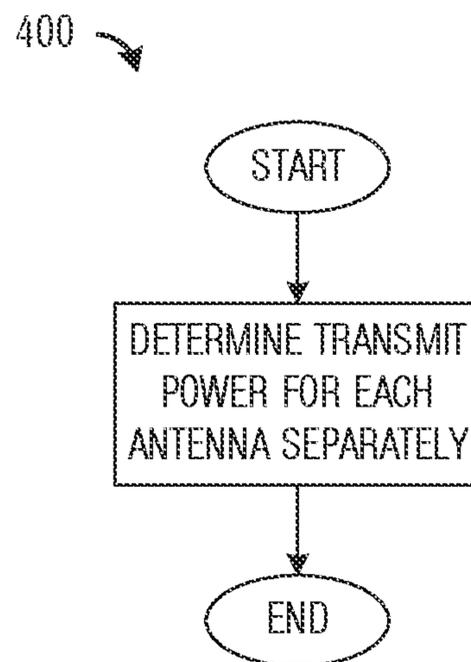 400
START
DETERMINE TRANSMIT
POWER FOR EACH
ANTENNA SEPARATELY
END